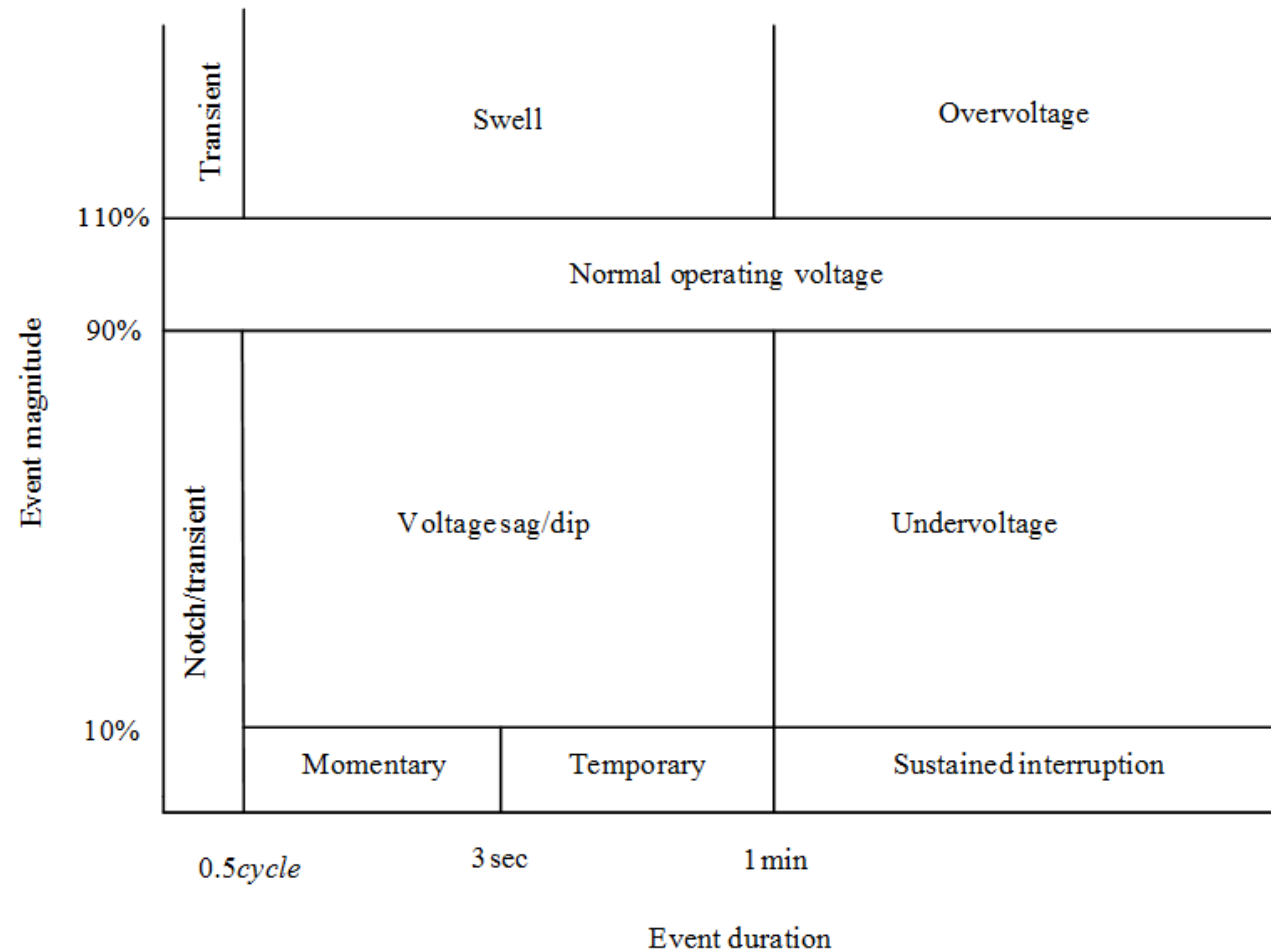 Transient
Swell
Overvoltage
110%
Normal operating voltage
90%
Event magnitude
Notch/transient
Voltage sag/dip
Undervoltage
10%
Momentary
Temporary
Sustained interruption
0.5cycle
3 sec
1 min
Event duration